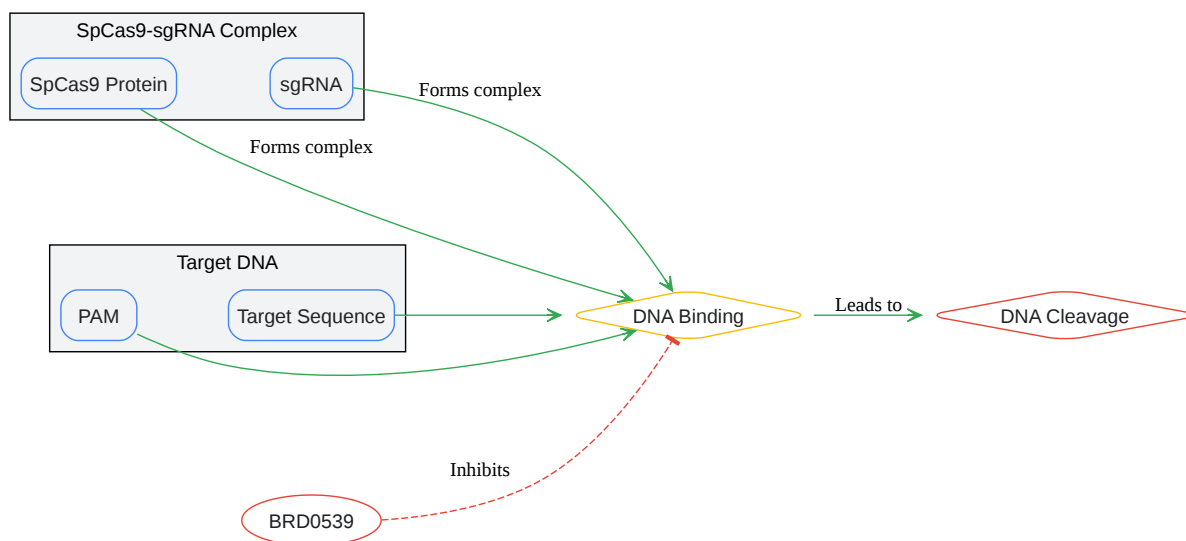 SpCas9-sgRNA Complex
SpCas9 Protein
sgRNA
Forms complex
Forms complex
Target DNA
PAM
Target Sequence
DNA Binding
Leads to
DNA Cleavage
Inhibits
BRD0539